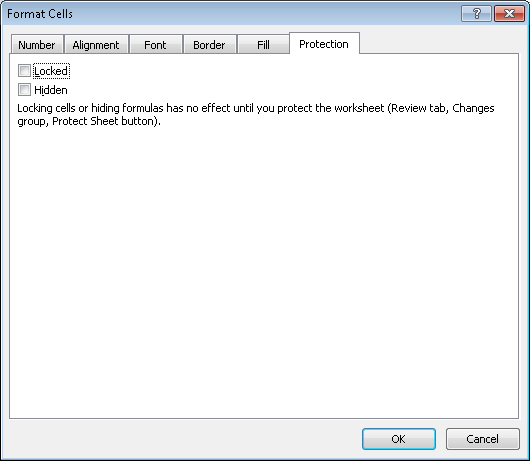 Format Cells
Number Alignment Font Border Fill Protection
Locked
Hidden
Locking cells or hiding formulas has no effect until you protect the worksheet (Review tab, Changes
group, Protect Sheet button).
OK Cancel